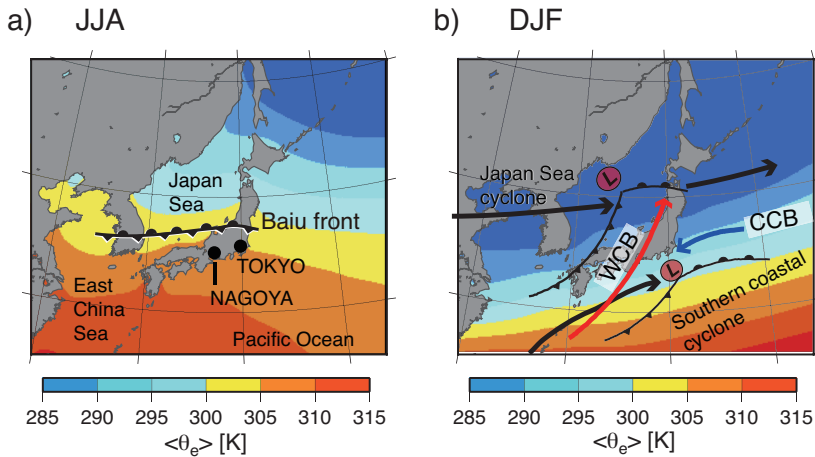 a) JJA
Japan
Sea
Baiu front
TOKYO
NAGOYA
East
China
Sea
Pacific Ocean
285 290 295 300 305 310 315
<θe> [K]
b) DJF
L
Japan Sea
cyclone
WCB
CCB
L
Southern coastal
cyclone
285 290 295 300 305 310 315
<θe> [K]